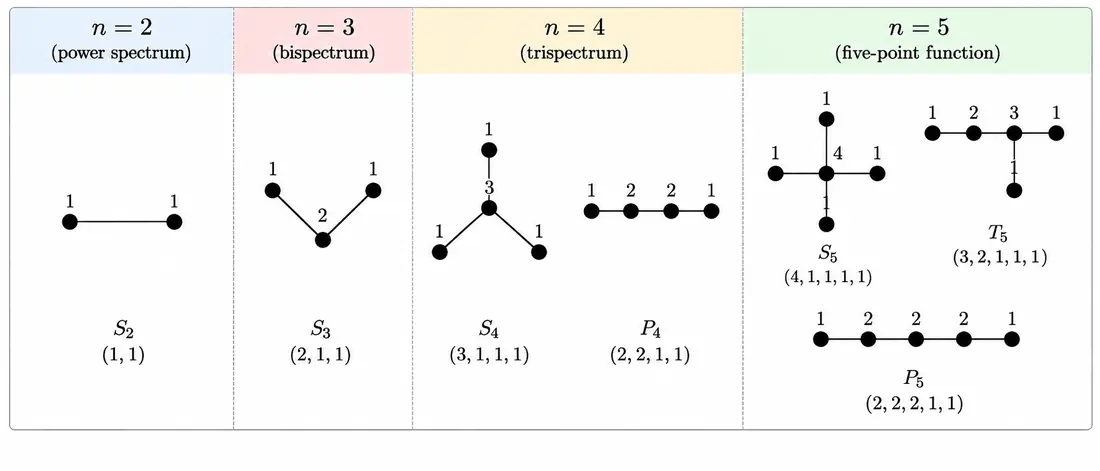 n = 2
(power spectrum)
1 1
S₂
(1, 1)
n = 3
(bispectrum)
1 1
2
S₃
(2, 1, 1)
n = 4
(trispectrum)
1
3
1 1
S₄
(3, 1, 1, 1)
1 2 2 1
P₄
(2, 2, 1, 1)
n = 5
(five-point function)
1
1 4 1
1
S₅
(4, 1, 1, 1, 1)
1 2 3 1
1
T₅
(3, 2, 1, 1, 1)
1 2 2 2 1
P₅
(2, 2, 2, 1, 1)